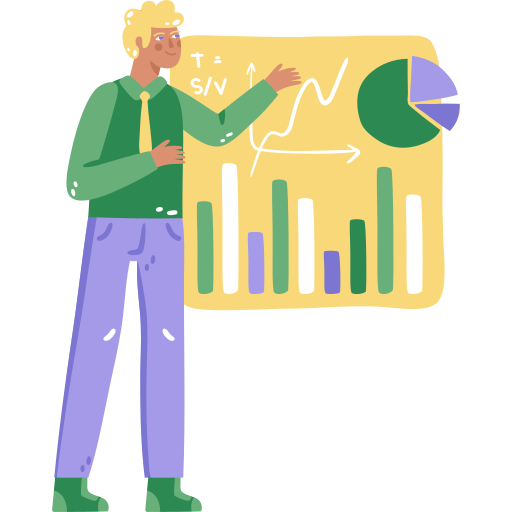 T =
S/V